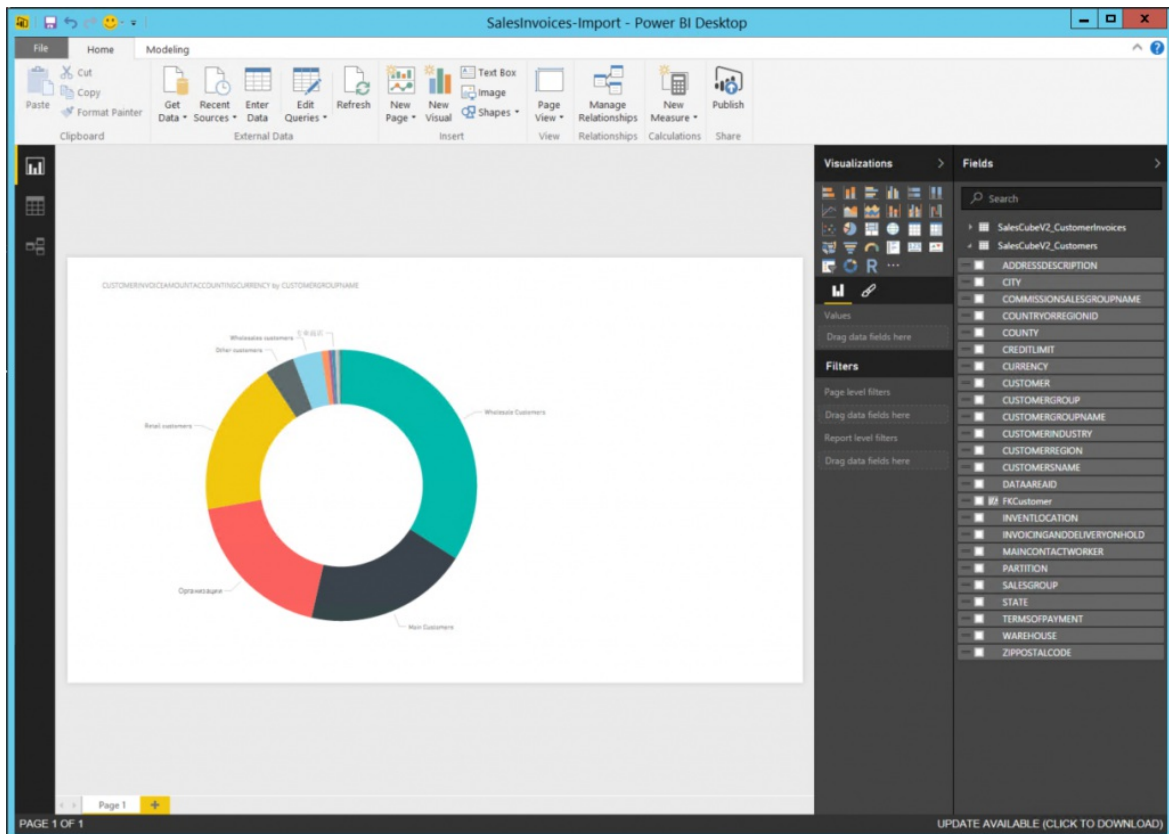 SalesInvoices-Import - Power BI Desktop
File
Home
Modeling
Paste
Cut
Copy
Format Painter
Clipboard
Get Data
Recent Sources
Enter Data
Edit Queries
Refresh
External Data
New Page
New Visual
Text Box
Image
Shapes
Insert
Page View
View
Manage Relationships
Relationships
New Measure
Calculations
Publish
Share
CUSTOMERINVOICEAMOUNTACCOUNTINGCURRENCY by CUSTOMERGROUPNAME
Wholesales customers
Other customers
Retail customers
Wholesale Customers
Организации
Main Customers
Visualizations
R
Values
Drag data fields here
Filters
Page level filters
Drag data fields here
Report level filters
Drag data fields here
Fields
Search
SalesCubeV2_CustomerInvoices
SalesCubeV2_Customers
ADDRESSDESCRIPTION
CITY
COMMISSIONSALESGROUPNAME
COUNTRYORREGIONID
COUNTY
CREDITLIMIT
CURRENCY
CUSTOMER
CUSTOMERGROUP
CUSTOMERGROUPNAME
CUSTOMERINDUSTRY
CUSTOMERREGION
CUSTOMERSNAME
DATAAREAID
FKCustomer
INVENTLOCATION
INVOICINGANDDELIVERYONHOLD
MAINCONTACTWORKER
PARTITION
SALESGROUP
STATE
TERMSOFPAYMENT
WAREHOUSE
ZIPPOSTALCODE
Page 1
PAGE 1 OF 1
UPDATE AVAILABLE (CLICK TO DOWNLOAD)